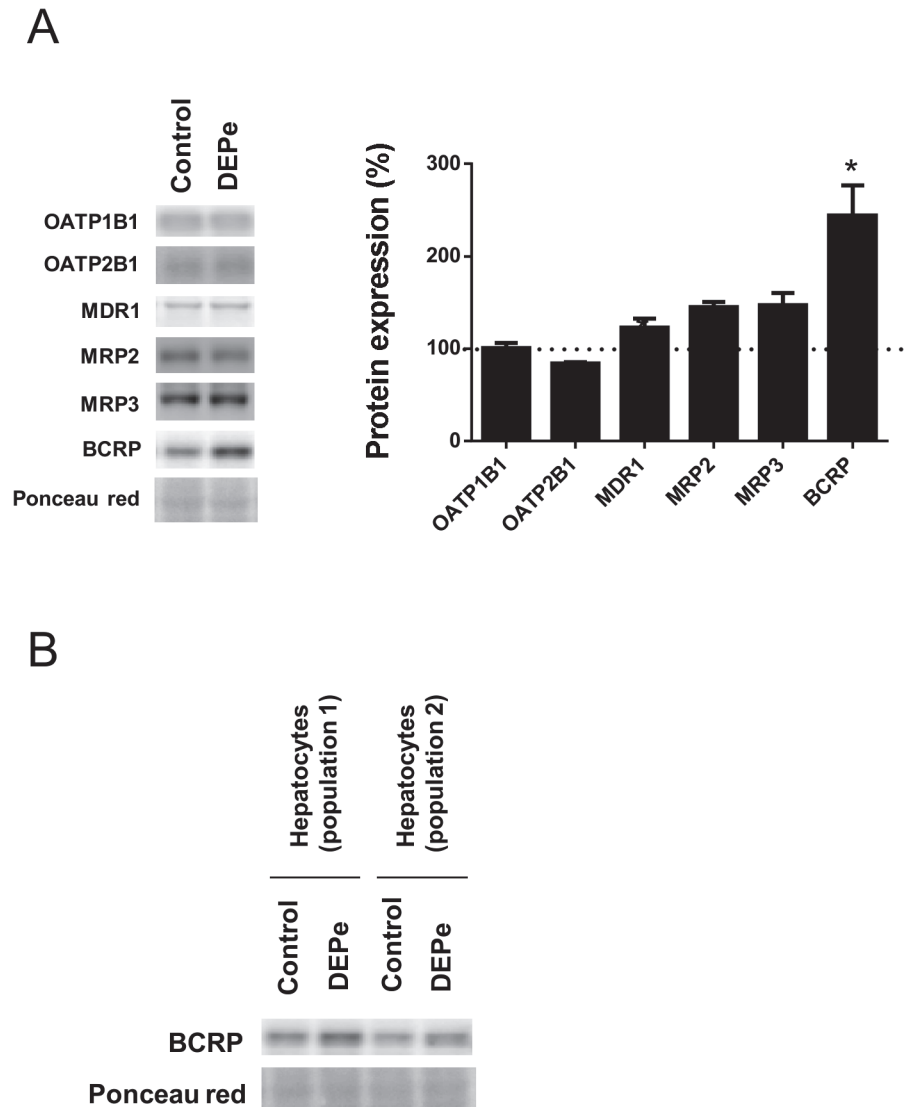 A
Control
DEPe
OATP1B1
OATP2B1
MDR1
MRP2
MRP3
BCRP
Ponceau red
Protein expression (%)
300
200
100
0
*
OATP1B1
OATP2B1
MDR1
MRP2
MRP3
BCRP
B
Hepatocytes
(population 1)
Hepatocytes
(population 2)
Control
DEPe
Control
DEPe
BCRP
Ponceau red